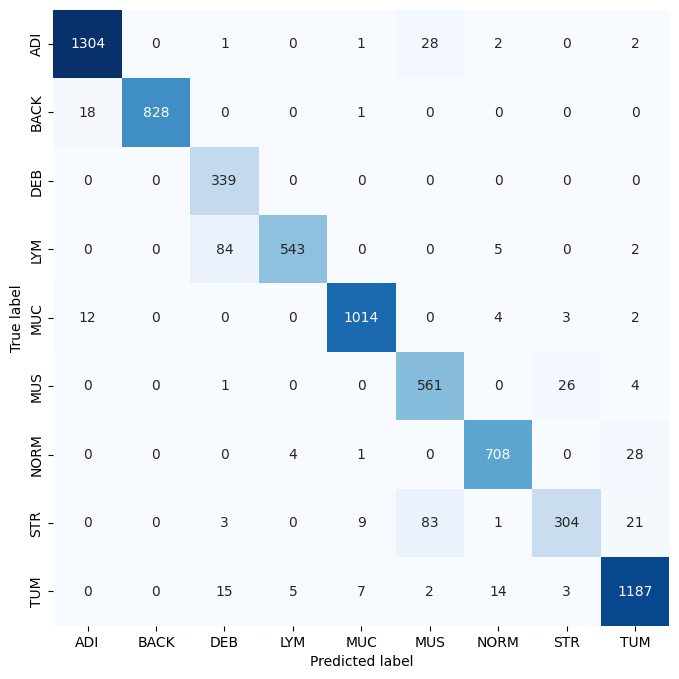 True label
ADI 1304 0 1 0 1 28 2 0 2
BACK 18 828 0 0 1 0 0 0 0
DEB 0 0 339 0 0 0 0 0 0
LYM 0 0 84 543 0 0 5 0 2
MUC 12 0 0 0 1014 0 4 3 2
MUS 0 0 1 0 0 561 0 26 4
NORM 0 0 0 4 1 0 708 0 28
STR 0 0 3 0 9 83 1 304 21
TUM 0 0 15 5 7 2 14 3 1187
ADI BACK DEB LYM MUC MUS NORM STR TUM
Predicted label